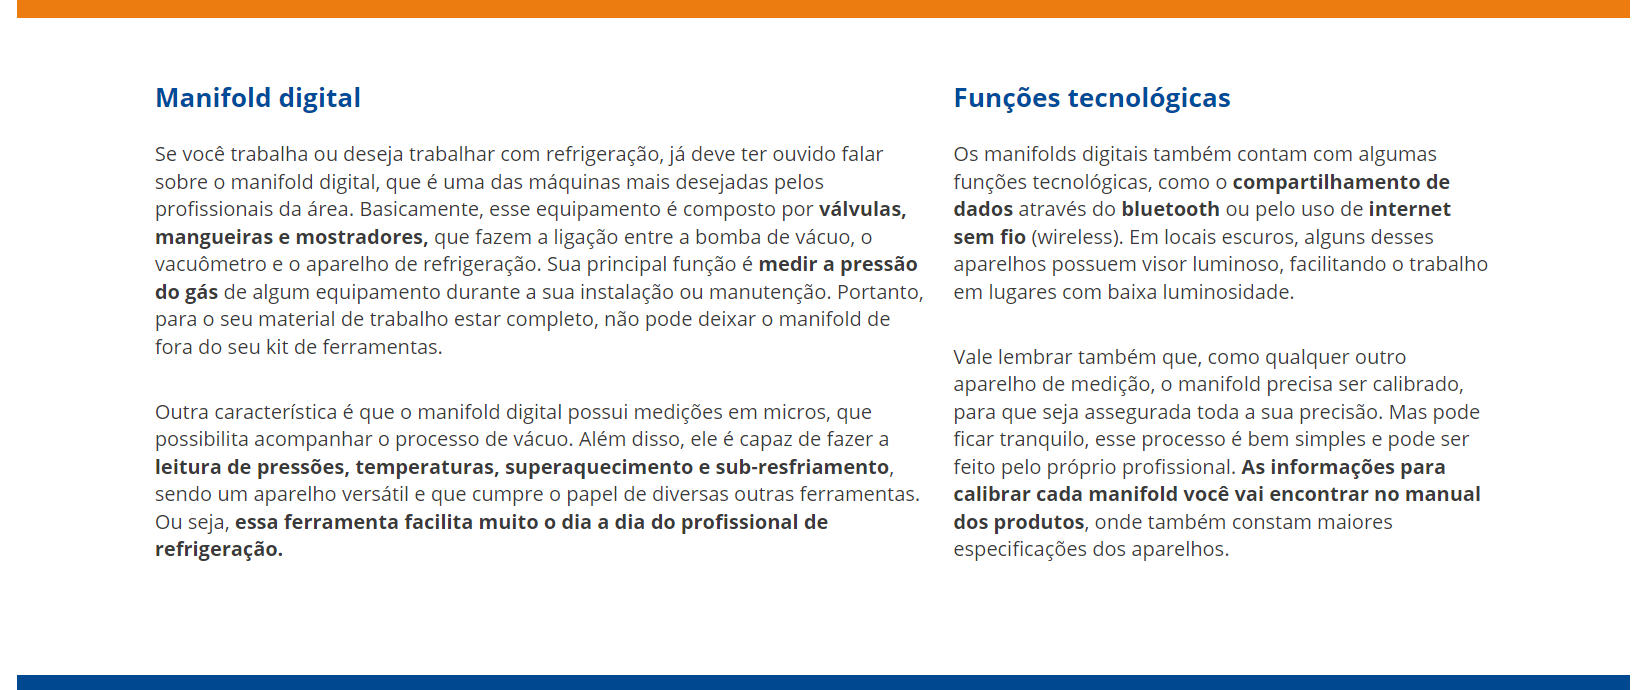 Manifold digital
Se você trabalha ou deseja trabalhar com refrigeração, já deve ter ouvido falar
sobre o manifold digital, que é uma das máquinas mais desejadas pelos
profissionais da área. Basicamente, esse equipamento é composto por válvulas,
mangueiras e mostradores, que fazem a ligação entre a bomba de vácuo, o
vacuômetro e o aparelho de refrigeração. Sua principal função é medir a pressão
do gás de algum equipamento durante a sua instalação ou manutenção. Portanto,
para o seu material de trabalho estar completo, não pode deixar o manifold de
fora do seu kit de ferramentas.
Outra característica é que o manifold digital possui medições em micros, que
possibilita acompanhar o processo de vácuo. Além disso, ele é capaz de fazer a
leitura de pressões, temperaturas, superaquecimento e sub-resfriamento,
sendo um aparelho versátil e que cumpre o papel de diversas outras ferramentas.
Ou seja, essa ferramenta facilita muito o dia a dia do profissional de
refrigeração.
Funções tecnológicas
Os manifolds digitais também contam com algumas
funções tecnológicas, como o compartilhamento de
dados através do bluetooth ou pelo uso de internet
sem fio (wireless). Em locais escuros, alguns desses
aparelhos possuem visor luminoso, facilitando o trabalho
em lugares com baixa luminosidade.
Vale lembrar também que, como qualquer outro
aparelho de medição, o manifold precisa ser calibrado,
para que seja assegurada toda a sua precisão. Mas pode
ficar tranquilo, esse processo é bem simples e pode ser
feito pelo próprio profissional. As informações para
calibrar cada manifold você vai encontrar no manual
dos produtos, onde também constam maiores
especificações dos aparelhos.